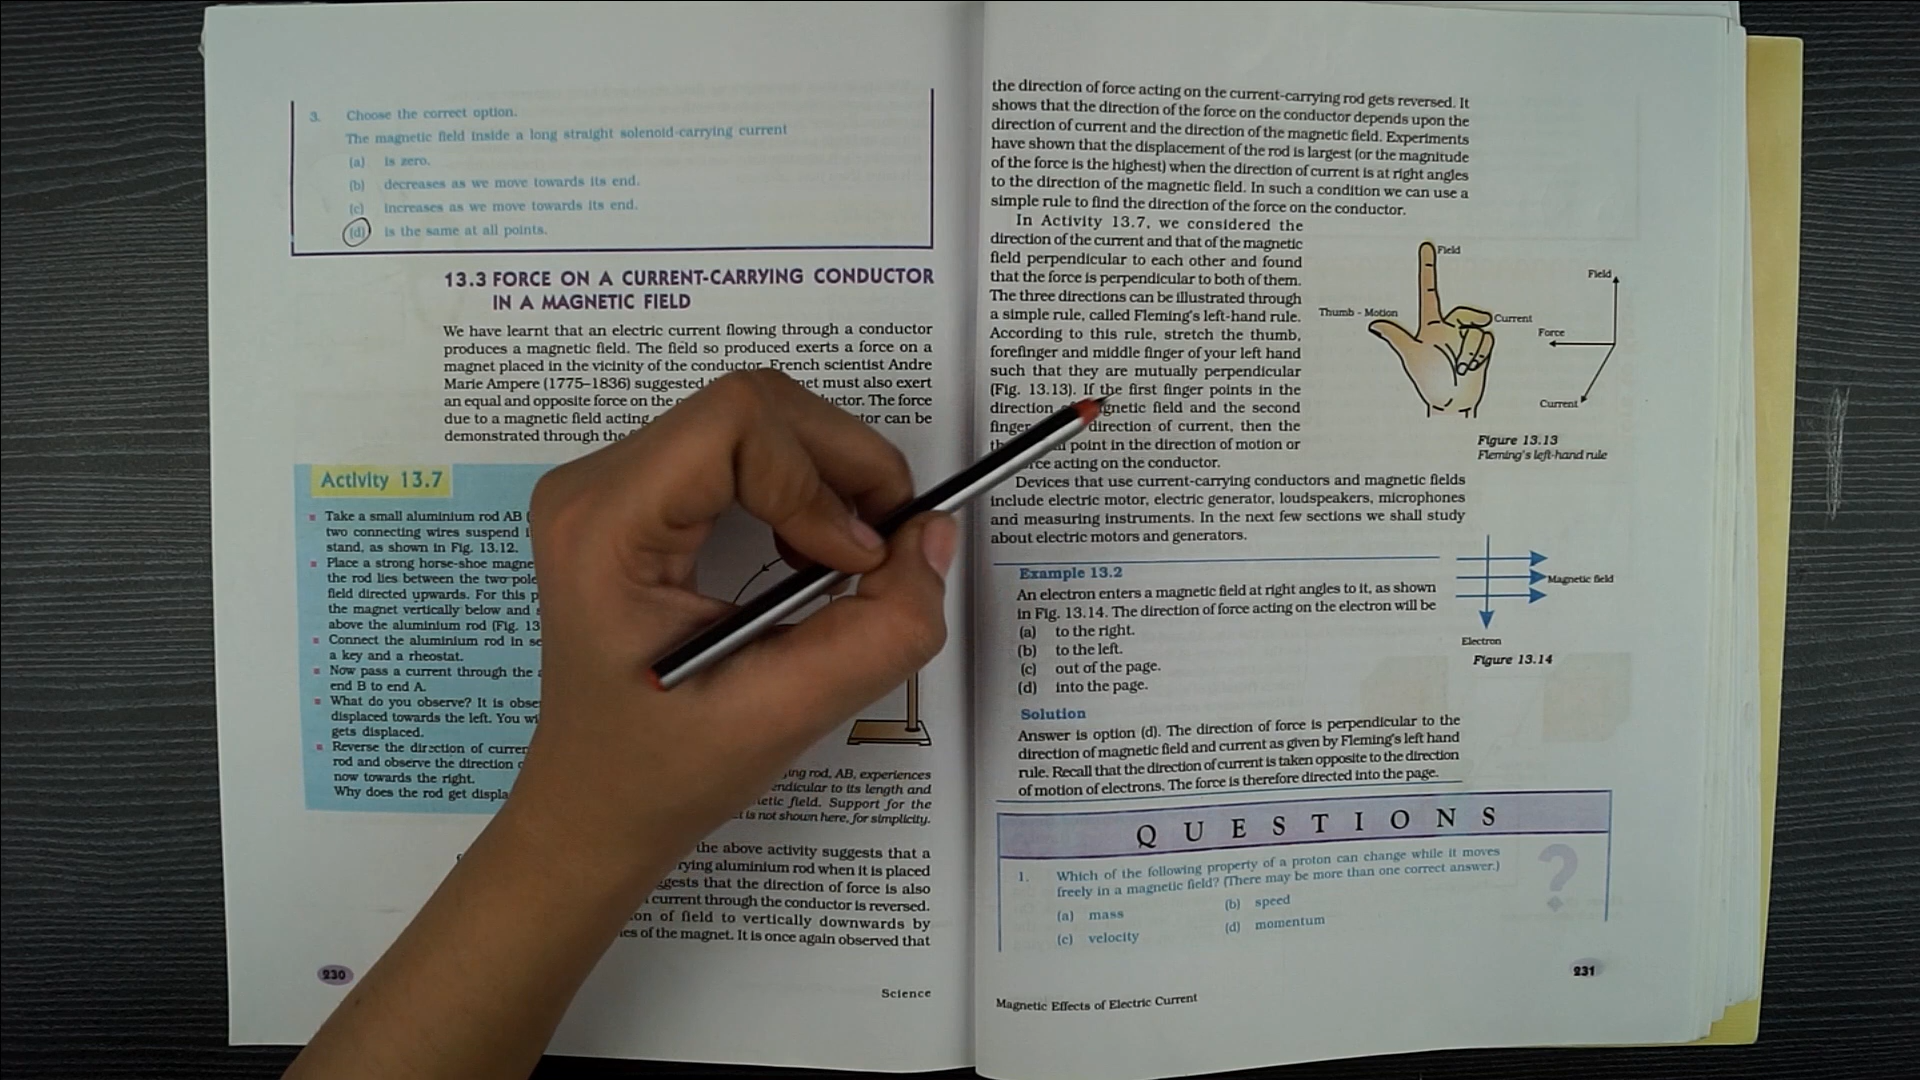 3. Choose the correct option.
The magnetic field inside a long straight solenoid-carrying current
(a) is zero.
(b) decreases as we move towards its end.
(c) increases as we move towards its end.
(d) is the same at all points.
13.3 FORCE ON A CURRENT-CARRYING CONDUCTOR
IN A MAGNETIC FIELD
We have learnt that an electric current flowing through a conductor
produces a magnetic field. The field so produced exerts a force on a
magnet placed in the vicinity of the conductor. French scientist Andre
Marie Ampere (1775–1836) suggested must also exert
an equal and opposite force on the The force
due to a magnetic field acting can be
demonstrated through the
Activity 13.7
Take a small aluminium rod AB (
two connecting wires suspend
stand, as shown in Fig. 13.12.
Place a strong horse-shoe
the rod lies between the two
field directed upwards. For this
the magnet vertically below and
above the aluminium rod (Fig. 13
Connect the aluminium rod in
a key and a rheostat.
Now pass a current through the
end B to end A.
What do you observe? It is
displaced towards the left. You
gets displaced.
Reverse the direction of
rod and observe the direction
now towards the right.
Why does the rod get
rod, AB, experiences
to its length and
field. Support for the
is not shown here, for simplicity.
the above activity suggests that a
aluminium rod when it is placed
that the direction of force is also
current through the conductor is reversed.
of field to vertically downwards by
of the magnet. It is once again observed that
230
Science
the direction of force acting on the current-carrying rod gets reversed. It
shows that the direction of the force on the conductor depends upon the
direction of current and the direction of the magnetic field. Experiments
have shown that the displacement of the rod is largest (or the magnitude
of the force is the highest) when the direction of current is at right angles
to the direction of the magnetic field. In such a condition we can use a
simple rule to find the direction of the force on the conductor.
In Activity 13.7, we considered the
direction of the current and that of the magnetic
field perpendicular to each other and found
that the force is perpendicular to both of them.
The three directions can be illustrated through
a simple rule, called Fleming's left-hand rule.
According to this rule, stretch the thumb,
forefinger and middle finger of your left hand
such that they are mutually perpendicular
(Fig. 13.13). If the first finger points in the
direction field and the second
finger direction of current, then the
point in the direction of motion or
acting on the conductor.
Field
Thumb - Motion
Current
Field
Force
Current
Figure 13.13
Fleming's left-hand rule
Devices that use current-carrying conductors and magnetic fields
include electric motor, electric generator, loudspeakers, microphones
and measuring instruments. In the next few sections we shall study
about electric motors and generators.
Example 13.2
An electron enters a magnetic field at right angles to it, as shown
in Fig. 13.14. The direction of force acting on the electron will be
(a) to the right.
(b) to the left.
(c) out of the page.
(d) into the page.
Magnetic field
Electron
Figure 13.14
Solution
Answer is option (d). The direction of force is perpendicular to the
direction of magnetic field and current as given by Fleming's left hand
rule. Recall that the direction of current is taken opposite to the direction
of motion of electrons. The force is therefore directed into the page.
QUESTIONS
?
1. Which of the following property of a proton can change while it moves
freely in a magnetic field? (There may be more than one correct answer.)
(a) mass (b) speed
(c) velocity (d) momentum
231
Magnetic Effects of Electric Current